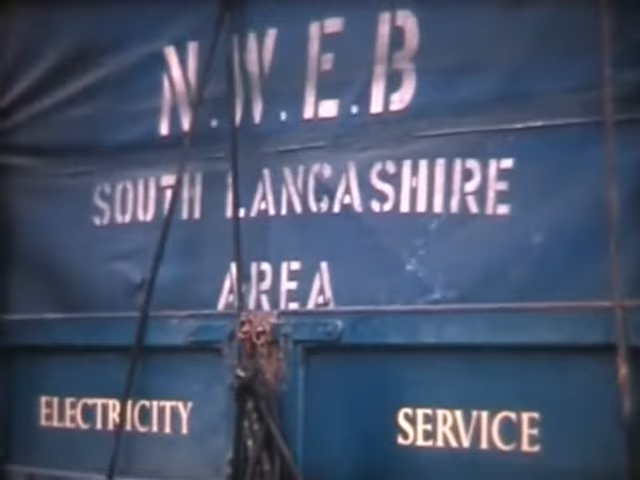 N.W.E.B
SOUTH LANCASHIRE
AREA
ELECTRICITY SERVICE